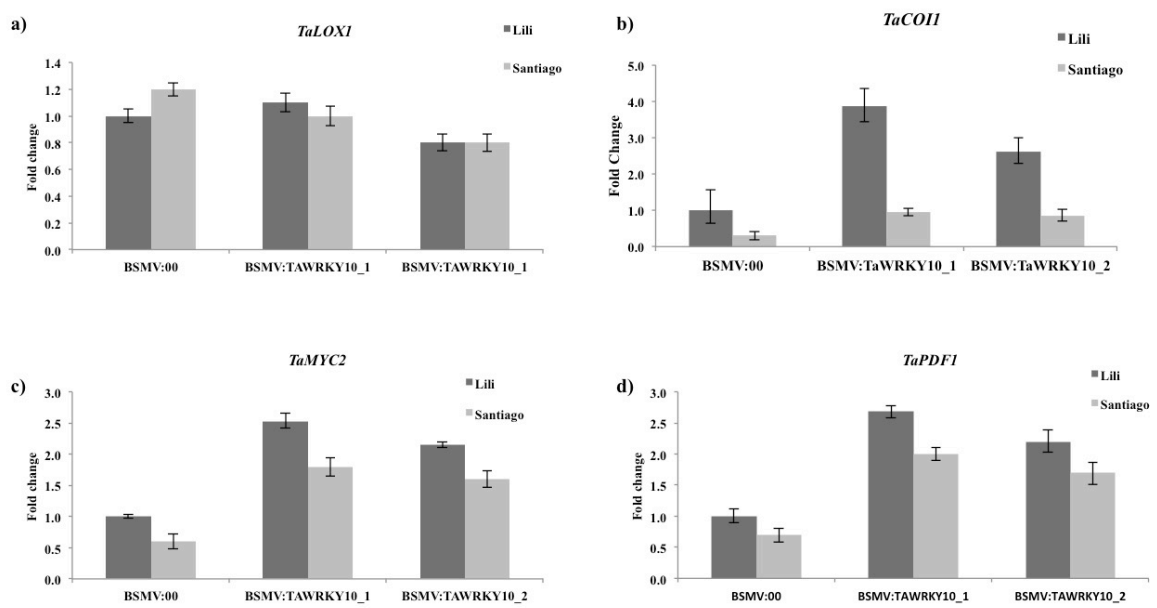 a)
TaLOX1
Lili
Santiago
Fold change
1.4
1.2
1.0
0.8
0.6
0.4
0.2
0.0
BSMV:00 BSMV:TAWRKY10_1 BSMV:TAWRKY10_1
b)
TaCOI1
Lili
Santiago
Fold Change
5.0
4.0
3.0
2.0
1.0
0.0
BSMV:00 BSMV:TaWRKY10_1 BSMV:TaWRKY10_2
c)
TaMYC2
Lili
Santiago
Fold change
3.0
2.5
2.0
1.5
1.0
0.5
0.0
BSMV:00 BSMV:TAWRKY10_1 BSMV:TAWRKY10_2
d)
TaPDF1
Lili
Santiago
Fold change
3.0
2.5
2.0
1.5
1.0
0.5
0.0
BSMV:00 BSMV:TAWRKY10_1 BSMV:TAWRKY10_2